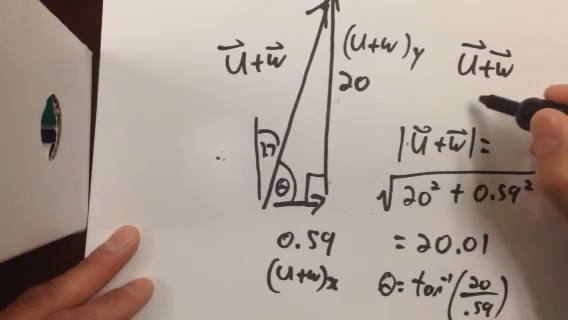 u⃗+w⃗
(u+w)y
20
17
θ
0.59
(u+w)x
u⃗+w⃗
|u⃗+w⃗|=
√20²+0.59²
=20.01
θ=tan⁻¹(20/.59)